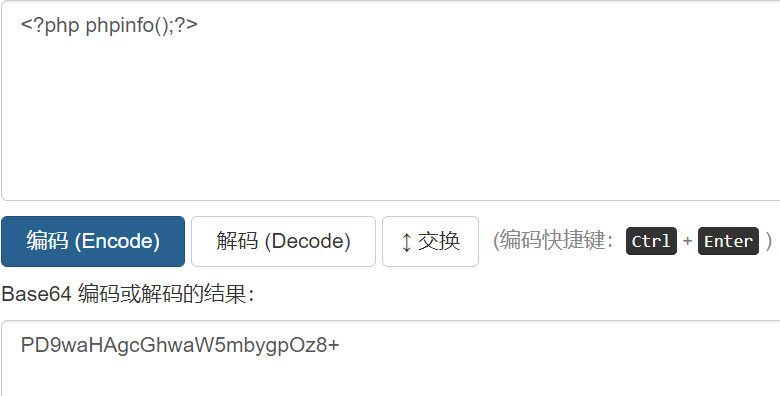 <?php phpinfo();?>
编码 (Encode) 解码 (Decode) ↕ 交换 (编码快捷键：Ctrl + Enter )
Base64 编码或解码的结果：
PD9waHAgcGhwaW5mbygpOz8+